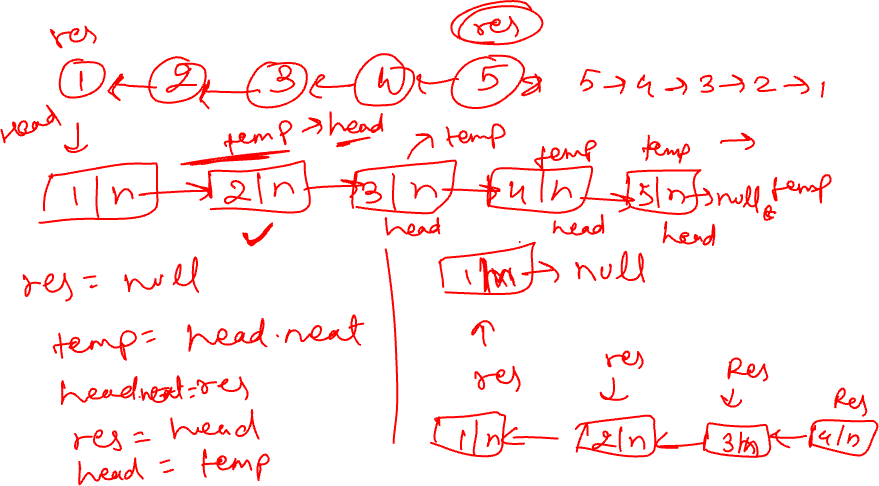 res
res
1 2 3 4 5 5 → 4 → 3 → 2 → 1
head
temp → head
temp
temp
temp →
1 | n 2 | n 3 | n 4 | n 5 | n → null temp
head head head
res = null
temp = head.next
head.next = res
res = head
head = temp
1 | n → null
res
res
Res
Res
1 | n 2 | n 3 | n 4 | n